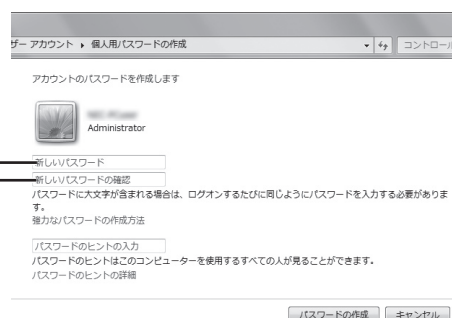 ザー アカウント ▸ 個人用パスワードの作成
コントロール
アカウントのパスワードを作成します
Administrator
新しいパスワード
新しいパスワードの確認
パスワードに大文字が含まれる場合は、ログオンするたびに同じようにパスワードを入力する必要がありま
す。
強力なパスワードの作成方法
パスワードのヒントの入力
パスワードのヒントはこのコンピューターを使用するすべての人が見ることができます。
パスワードのヒントの詳細
パスワードの作成
キャンセル